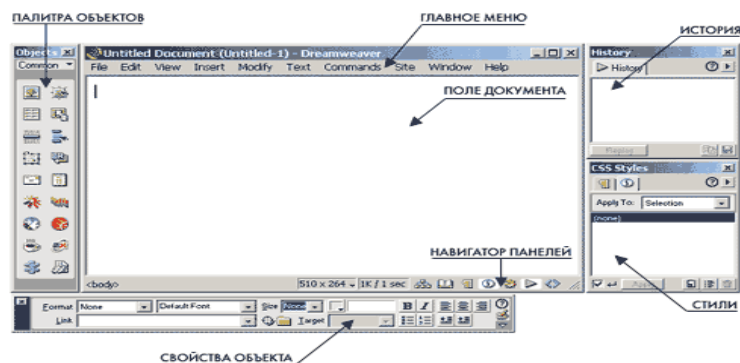 ПАЛИТРА ОБЪЕКТОВ
ГЛАВНОЕ МЕНЮ
ИСТОРИЯ
Objects
Common
Untitled Document (Untitled-1) - Dreamweaver
File Edit View Insert Modify Text Commands Site Window Help
ПОЛЕ ДОКУМЕНТА
History
History
Replay
CSS Styles
Apply To: Selection
(none)
Apply
НАВИГАТОР ПАНЕЛЕЙ
<body> 510 x 264 1K / 1 sec
Format None Default Font Size None B I
Link Target
СТИЛИ
СВОЙСТВА ОБЪЕКТА